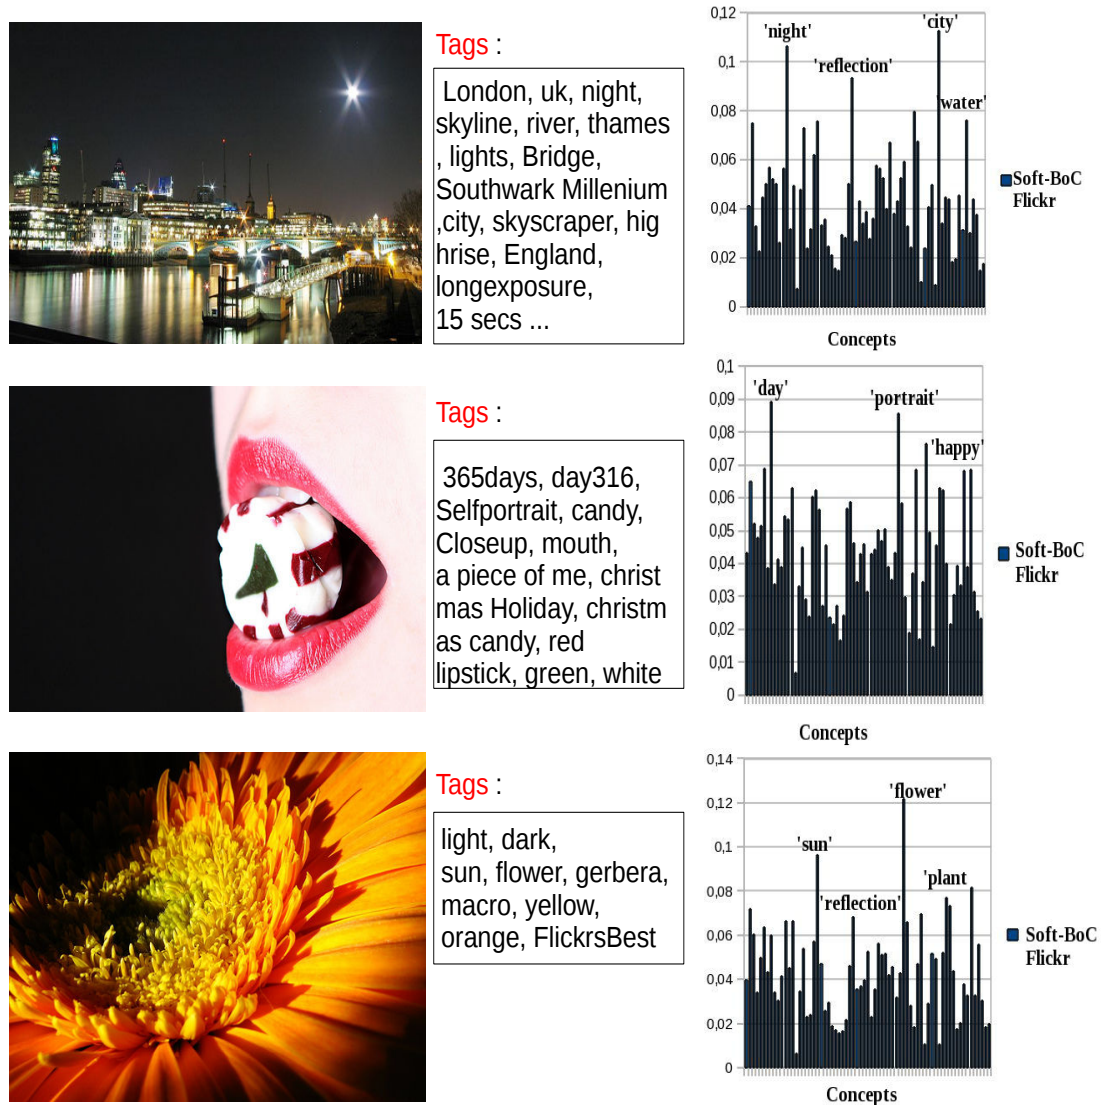 Tags :
London, uk, night,
skyline, river, thames
, lights, Bridge,
Southwark Millenium
,city, skyscraper, hig
hrise, England,
longexposure,
15 secs ...
0,12
0,1
0,08
0,06
0,04
0,02
0
'night'
'reflection'
'city'
'water'
Concepts
Soft-BoC
Flickr
Tags :
365days, day316,
Selfportrait, candy,
Closeup, mouth,
a piece of me, christ
mas Holiday, christm
as candy, red
lipstick, green, white
0,1
0,09
0,08
0,07
0,06
0,05
0,04
0,03
0,02
0,01
0
'day'
'portrait'
'happy'
Concepts
Soft-BoC
Flickr
Tags :
light, dark,
sun, flower, gerbera,
macro, yellow,
orange, FlickrsBest
0,14
0,12
0,1
0,08
0,06
0,04
0,02
0
'sun'
'reflection'
'flower'
'plant
Concepts
Soft-BoC
Flickr